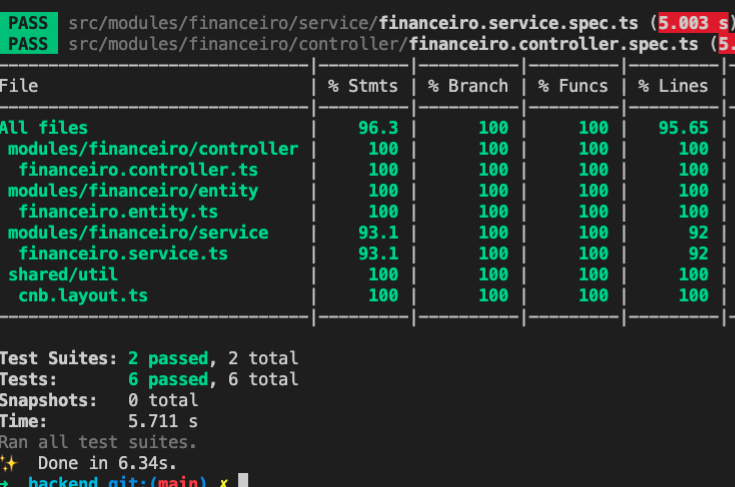 PASS src/modules/financeiro/service/financeiro.service.spec.ts (5.003 s)
PASS src/modules/financeiro/controller/financeiro.controller.spec.ts (5.
File | % Stmts | % Branch | % Funcs | % Lines |
All files | 96.3 | 100 | 100 | 95.65 |
modules/financeiro/controller | 100 | 100 | 100 | 100 |
financeiro.controller.ts | 100 | 100 | 100 | 100 |
modules/financeiro/entity | 100 | 100 | 100 | 100 |
financeiro.entity.ts | 100 | 100 | 100 | 100 |
modules/financeiro/service | 93.1 | 100 | 100 | 92 |
financeiro.service.ts | 93.1 | 100 | 100 | 92 |
shared/util | 100 | 100 | 100 | 100 |
cnb.layout.ts | 100 | 100 | 100 | 100 |
Test Suites: 2 passed, 2 total
Tests: 6 passed, 6 total
Snapshots: 0 total
Time: 5.711 s
Ran all test suites.
✨ Done in 6.34s.
→ backend git:(main) ✗